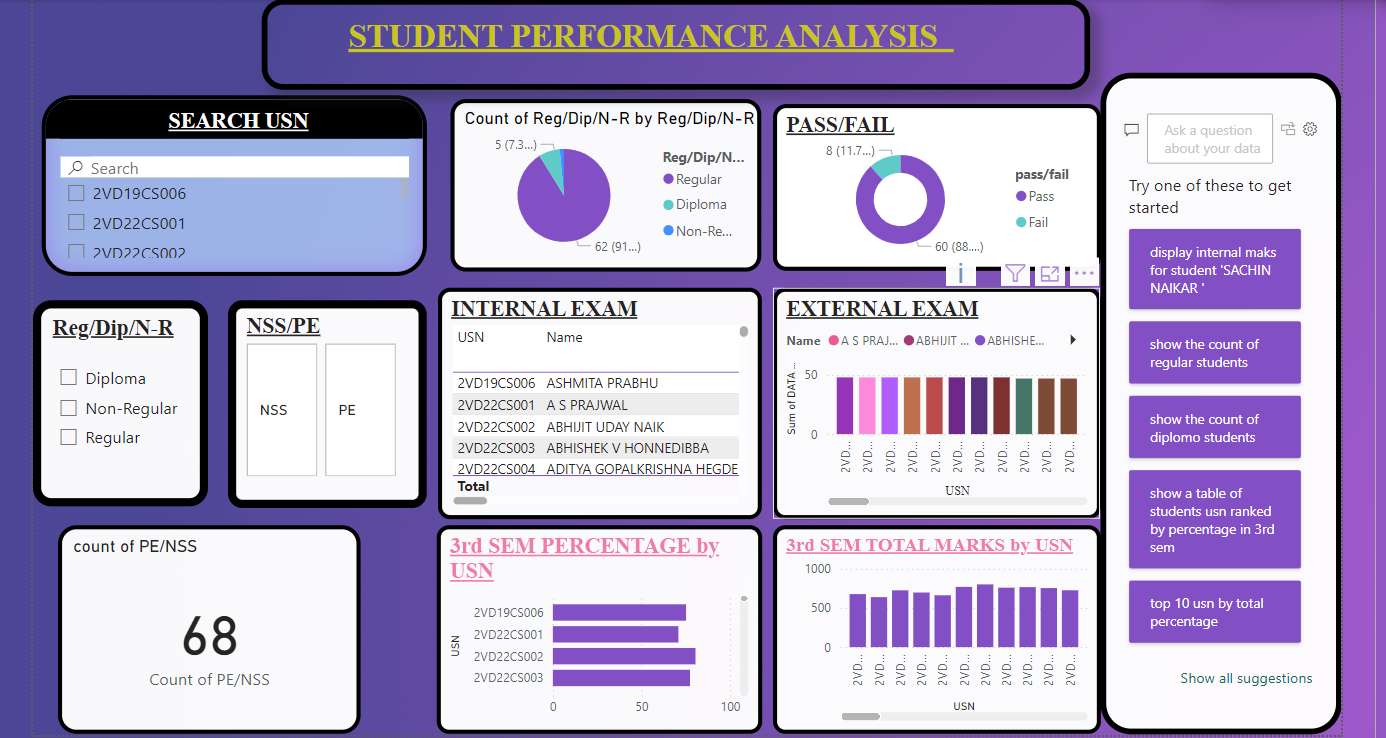 STUDENT PERFORMANCE ANALYSIS
SEARCH USN
Search
2VD19CS006
2VD22CS001
2VD22CS002
Count of Reg/Dip/N-R by Reg/Dip/N-R
5 (7.3...)
62 (91...)
Reg/Dip/N...
Regular
Diploma
Non-Re...
PASS/FAIL
8 (11.7...)
60 (88....)
pass/fail
Pass
Fail
Ask a question
about your data
Try one of these to get
started
display internal maks
for student 'SACHIN
NAIKAR '
show the count of
regular students
show the count of
diplomo students
show a table of
students usn ranked
by percentage in 3rd
sem
top 10 usn by total
percentage
Show all suggestions
Reg/Dip/N-R
Diploma
Non-Regular
Regular
NSS/PE
NSS
PE
INTERNAL EXAM
USN Name
2VD19CS006 ASHMITA PRABHU
2VD22CS001 A S PRAJWAL
2VD22CS002 ABHIJIT UDAY NAIK
2VD22CS003 ABHISHEK V HONNEDIBBA
2VD22CS004 ADITYA GOPALKRISHNA HEGDE
Total
EXTERNAL EXAM
Name A S PRAJ... ABHIJIT ... ABHISHE...
Sum of DATA ...
50
0
2VD... 2VD... 2VD... 2VD... 2VD... 2VD... 2VD... 2VD... 2VD... 2VD... 2VD...
USN
count of PE/NSS
68
Count of PE/NSS
3rd SEM PERCENTAGE by
USN
USN
2VD19CS006
2VD22CS001
2VD22CS002
2VD22CS003
0 50 100
3rd SEM TOTAL MARKS by USN
1000
500
0
2VD... 2VD... 2VD... 2VD... 2VD... 2VD... 2VD... 2VD... 2VD... 2VD... 2VD...
USN